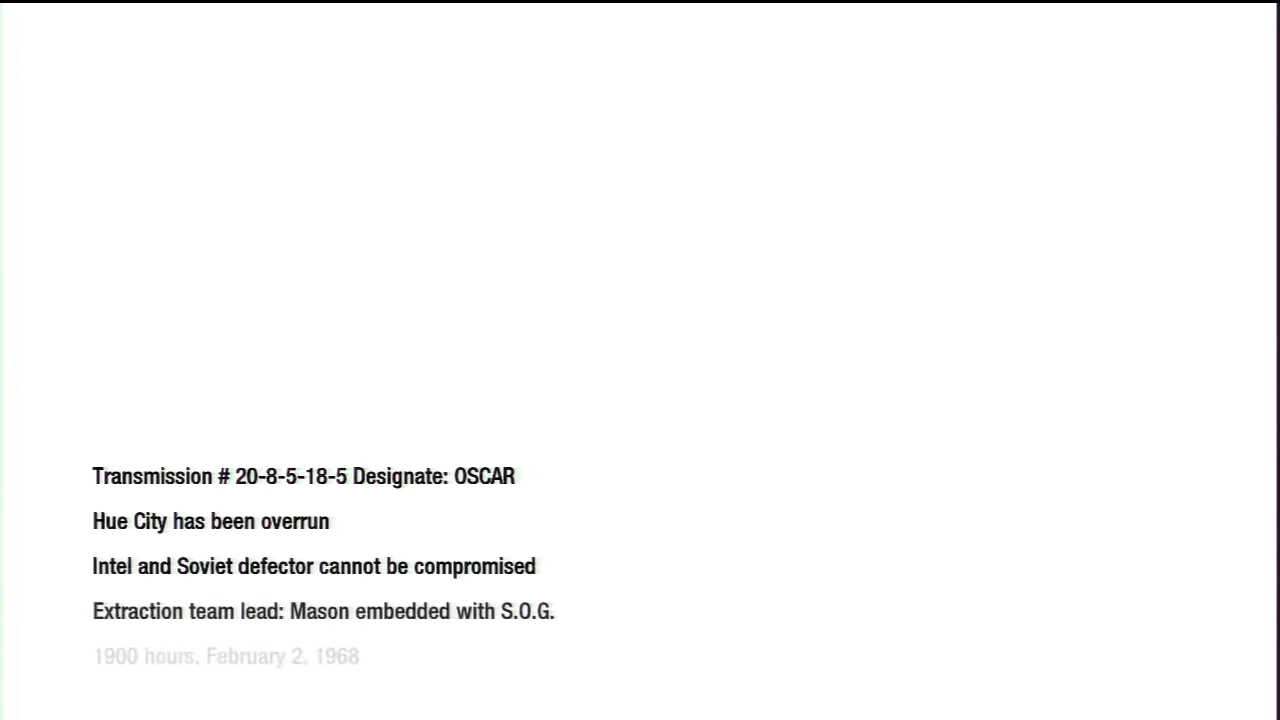 Transmission # 20-8-5-18-5 Designate: OSCAR
Hue City has been overrun
Intel and Soviet defector cannot be compromised
Extraction team lead: Mason embedded with S.O.G.
1900 hours, February 2, 1968